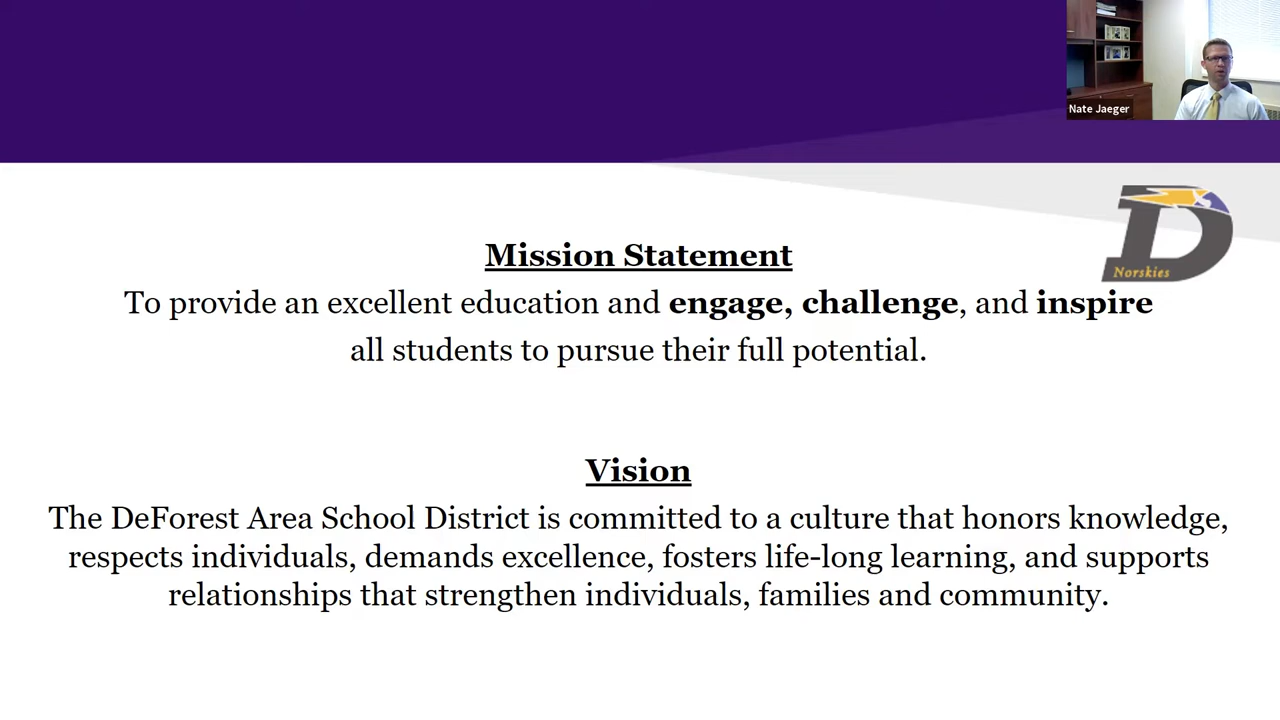 Nate Jaeger
Norskies
Mission Statement
To provide an excellent education and engage, challenge, and inspire
all students to pursue their full potential.
Vision
The DeForest Area School District is committed to a culture that honors knowledge,
respects individuals, demands excellence, fosters life-long learning, and supports
relationships that strengthen individuals, families and community.